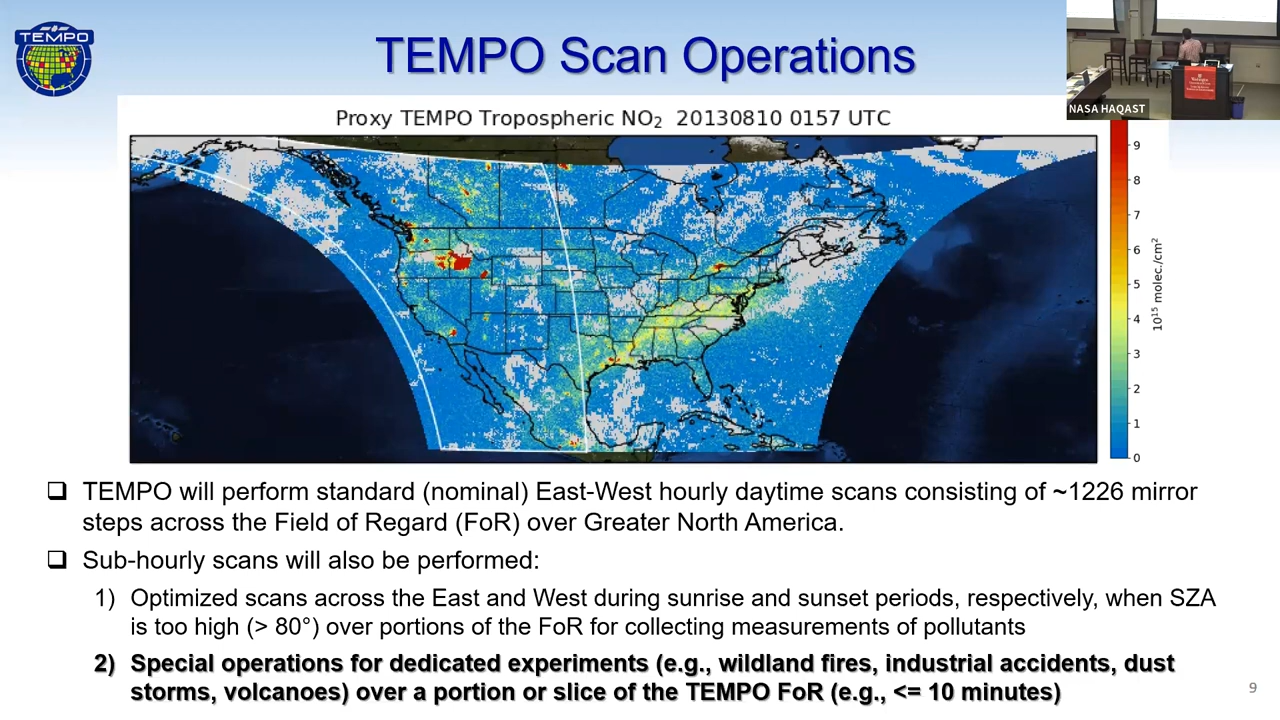 TEMPO
TEMPO Scan Operations
NASA HAQAST
Proxy TEMPO Tropospheric NO₂ 20130810 0157 UTC
9
8
7
6
5
4
3
2
1
0
10¹⁵ molec./cm²
❑ TEMPO will perform standard (nominal) East-West hourly daytime scans consisting of ~1226 mirror
steps across the Field of Regard (FoR) over Greater North America.
❑ Sub-hourly scans will also be performed:
1) Optimized scans across the East and West during sunrise and sunset periods, respectively, when SZA
is too high (> 80°) over portions of the FoR for collecting measurements of pollutants
2) Special operations for dedicated experiments (e.g., wildland fires, industrial accidents, dust
storms, volcanoes) over a portion or slice of the TEMPO FoR (e.g., <= 10 minutes)
9